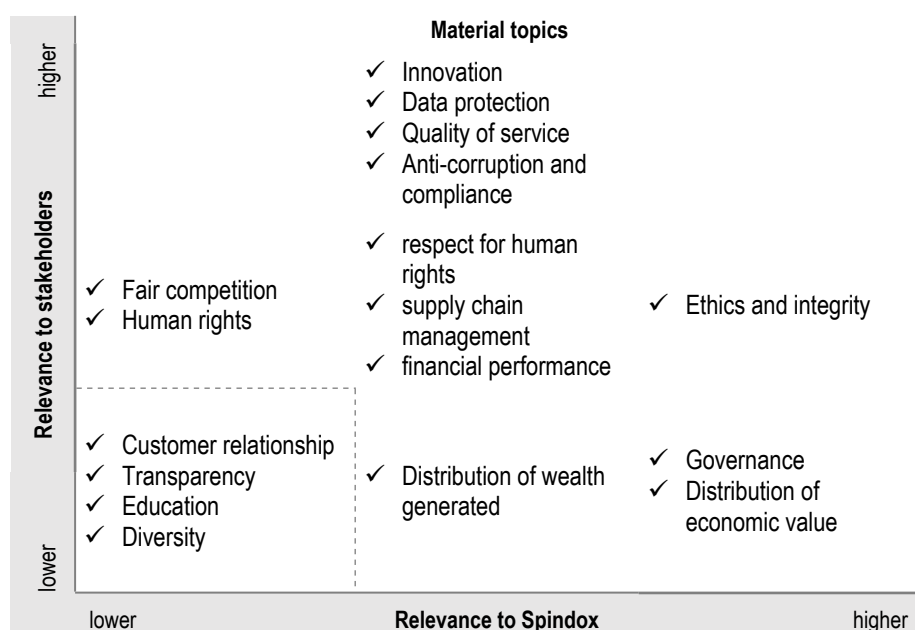 Material topics
higher
Relevance to stakeholders
lower
✓ Innovation
✓ Data protection
✓ Quality of service
✓ Anti-corruption and
compliance
✓ Fair competition
✓ Human rights
✓ respect for human
rights
✓ supply chain
management
✓ financial performance
✓ Ethics and integrity
✓ Customer relationship
✓ Transparency
✓ Education
✓ Diversity
✓ Distribution of wealth
generated
✓ Governance
✓ Distribution of
economic value
lower
Relevance to Spindox
higher